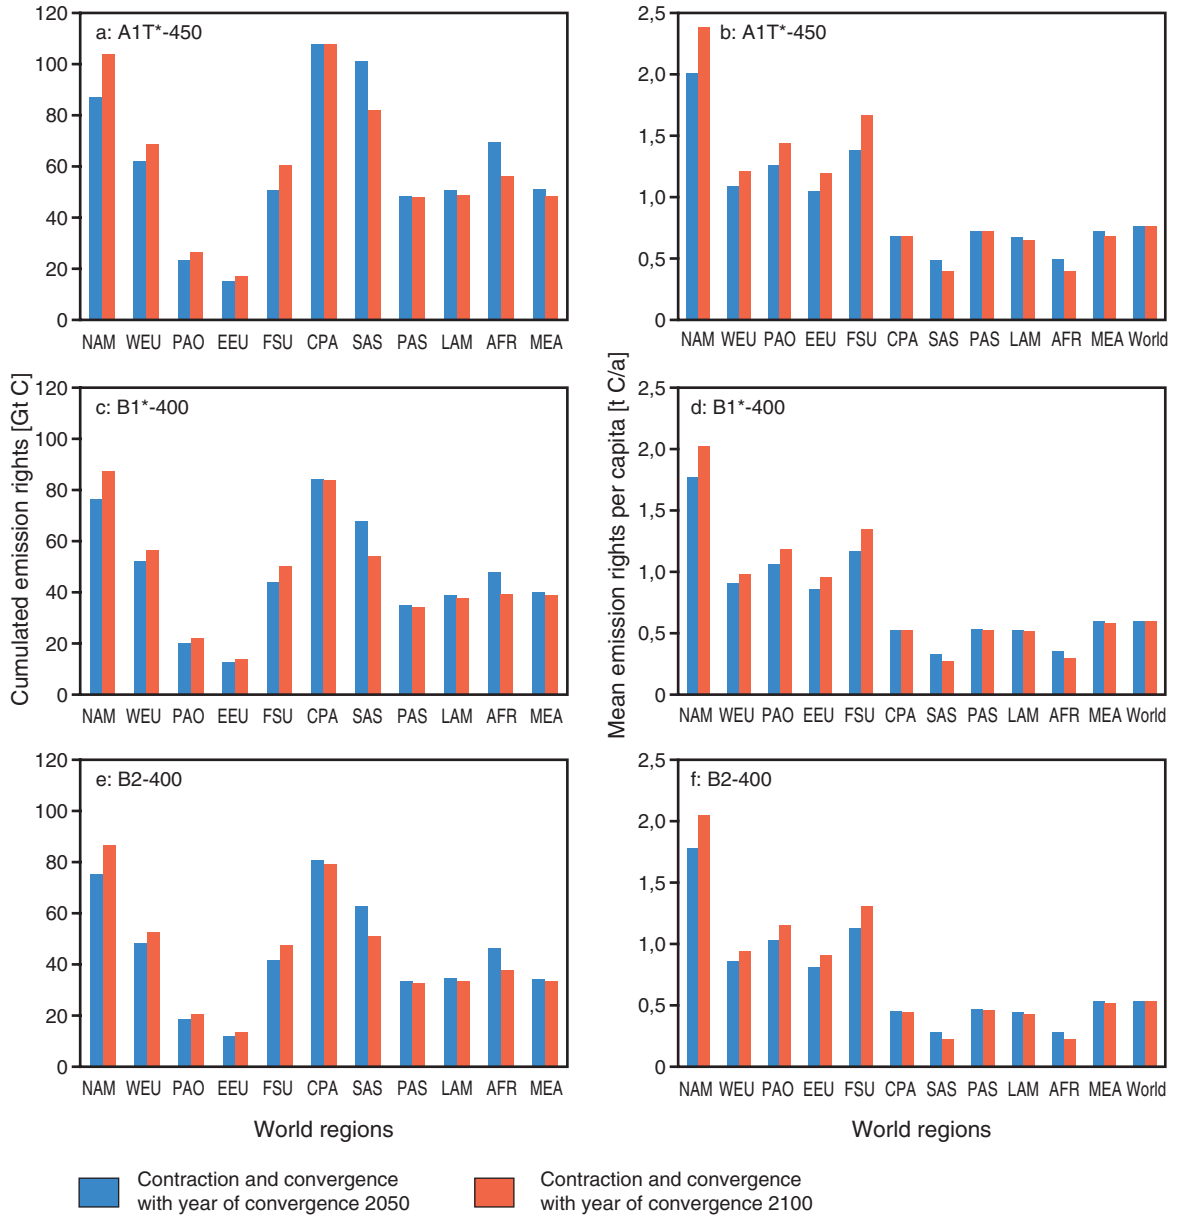 a: A1T*-450
120
100
80
60
40
20
0
NAM WEU PAO EEU FSU CPA SAS PAS LAM AFR MEA
b: A1T*-450
2,5
2,0
1,5
1,0
0,5
0
NAM WEU PAO EEU FSU CPA SAS PAS LAM AFR MEA World
Cumulated emission rights [Gt C]
c: B1*-400
120
100
80
60
40
20
0
NAM WEU PAO EEU FSU CPA SAS PAS LAM AFR MEA
Mean emission rights per capita [t C/a]
d: B1*-400
2,5
2,0
1,5
1,0
0,5
0
NAM WEU PAO EEU FSU CPA SAS PAS LAM AFR MEA World
e: B2-400
120
100
80
60
40
20
0
NAM WEU PAO EEU FSU CPA SAS PAS LAM AFR MEA
World regions
f: B2-400
2,5
2,0
1,5
1,0
0,5
0
NAM WEU PAO EEU FSU CPA SAS PAS LAM AFR MEA World
World regions
Contraction and convergence
with year of convergence 2050
Contraction and convergence
with year of convergence 2100